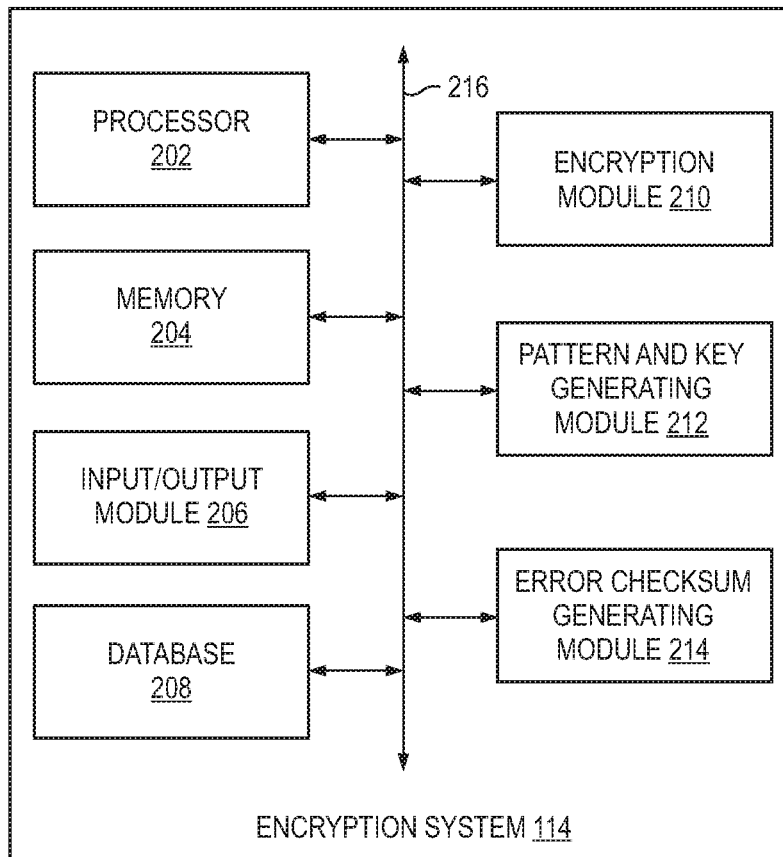 PROCESSOR
202
MEMORY
204
INPUT/OUTPUT
MODULE 206
DATABASE
208
216
ENCRYPTION
MODULE 210
PATTERN AND KEY
GENERATING
MODULE 212
ERROR CHECKSUM
GENERATING
MODULE 214
ENCRYPTION SYSTEM 114